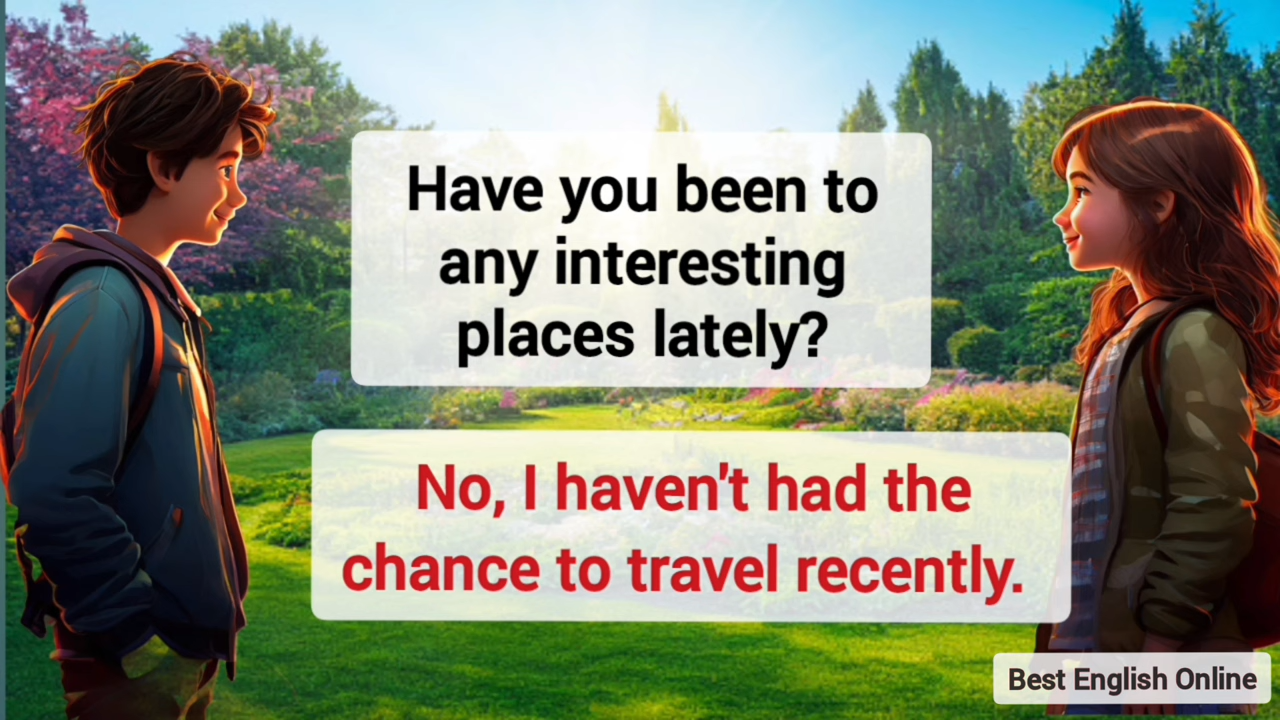 Have you been to
any interesting
places lately?
No, I haven't had the
chance to travel recently.
Best English Online